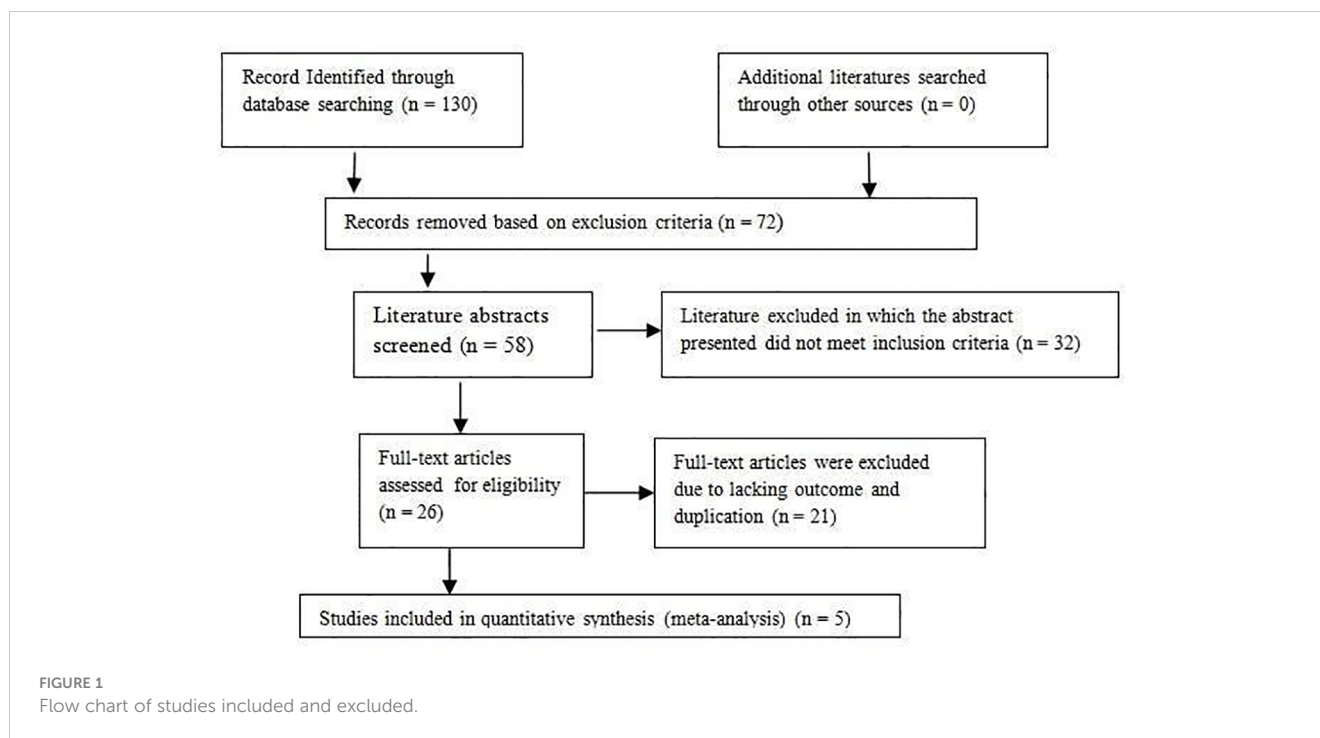 Record Identified through
database searching (n = 130)
Additional literatures searched
through other sources (n = 0)
Records removed based on exclusion criteria (n = 72)
Literature abstracts
screened (n = 58)
Literature excluded in which the abstract
presented did not meet inclusion criteria (n = 32)
Full-text articles
assessed for eligibility
(n = 26)
Full-text articles were excluded
due to lacking outcome and
duplication (n = 21)
Studies included in quantitative synthesis (meta-analysis) (n = 5)
FIGURE 1
Flow chart of studies included and excluded.